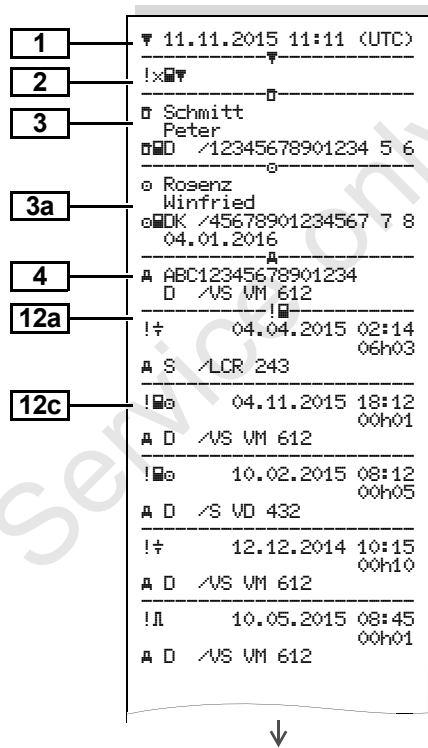 1 ▼ 11.11.2015 11:11 (UTC)
----------▼----------
2 !x▼
3 Schmitt
Peter
D /12345678901234 5 6
3a Rogenz
Winfried
DK /45678901234567 7 8
04.01.2016
4 A ABC12345678901234
D /VS VM 612
12a !
! 04.04.2015 02:14
06h03
A S /LCR 243
12c ! 04.11.2015 18:12
00h01
A D /VS VM 612
! 10.02.2015 08:12
00h05
A D /S VD 432
! 12.12.2014 10:15
00h10
A D /VS VM 612
! 10.05.2015 08:45
00h01
A D /VS VM 612
Service only